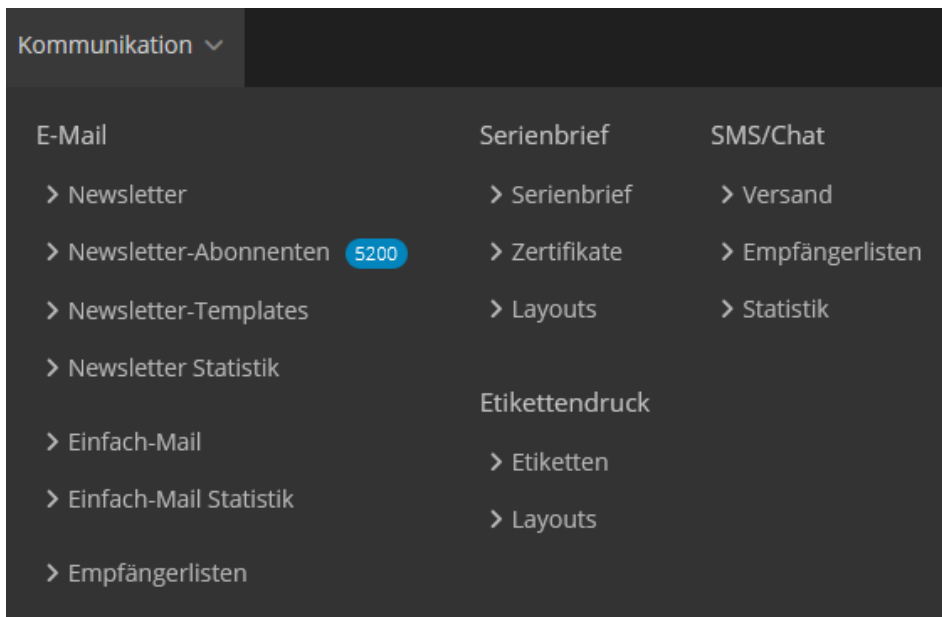 Kommunikation
E-Mail
Newsletter
Newsletter-Abonnenten 5200
Newsletter-Templates
Newsletter Statistik
Einfach-Mail
Einfach-Mail Statistik
Empfängerlisten
Serienbrief
Serienbrief
Zertifikate
Layouts
Etikettendruck
Etiketten
Layouts
SMS/Chat
Versand
Empfängerlisten
Statistik